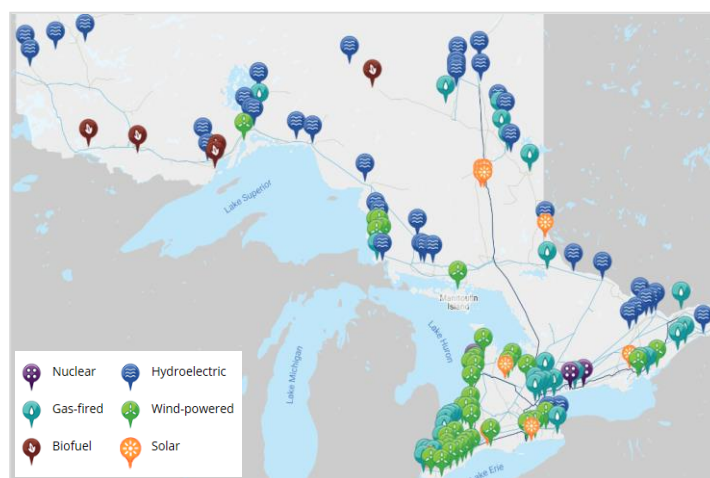 Lake Superior
Manitoulin
Island
Lake Huron
Lake Michigan
Lake Erie
Nuclear
Hydroelectric
Gas-fired
Wind-powered
Biofuel
Solar